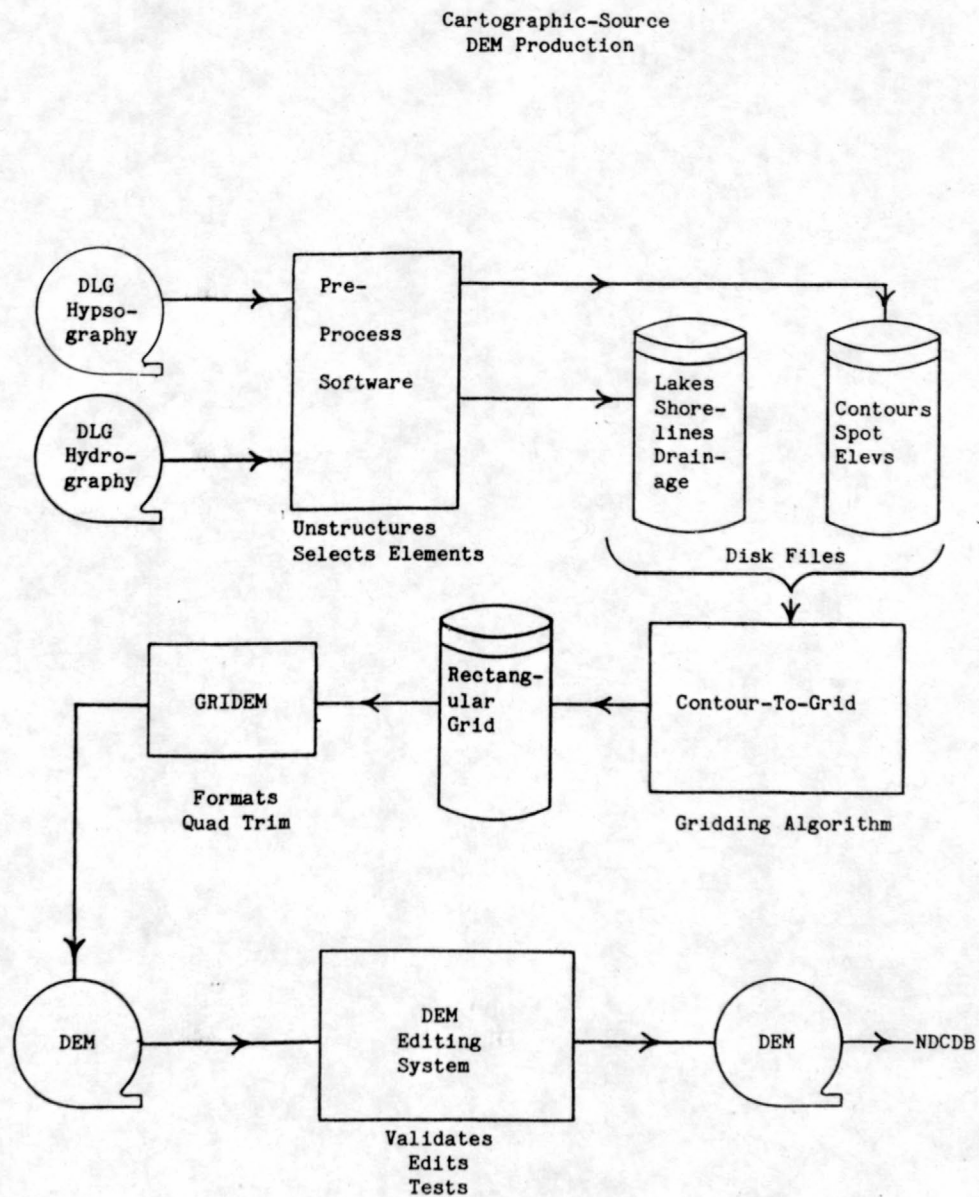 Cartographic-Source
DEM Production
DLG
Hypso-
graphy
DLG
Hydro-
graphy
Pre-
Process
Software
Unstructures
Selects Elements
Lakes
Shore-
lines
Drain-
age
Contours
Spot
Elevs
Disk Files
Contour-To-Grid
Gridding Algorithm
Rectang-
ular
Grid
GRIDEM
Formats
Quad Trim
DEM
DEM
Editing
System
Validates
Edits
Tests
DEM
NDCDB